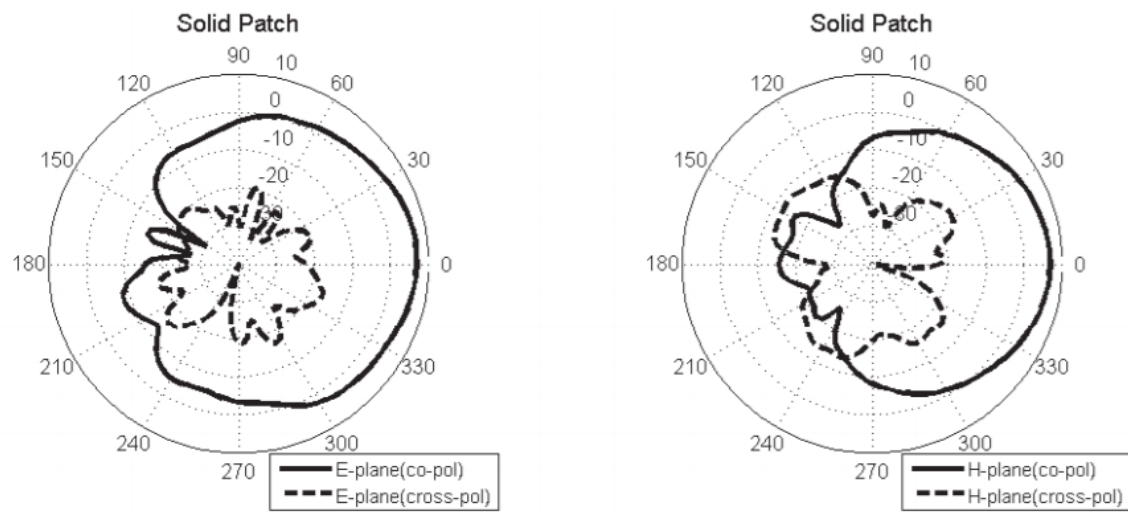 Solid Patch
90
120 10 60
0
-10
150 -20 30
-30
180 0
210 330
240 300
270
E-plane(co-pol)
E-plane(cross-pol)
Solid Patch
90
120 10 60
0
-10
150 -20 30
-30
180 0
210 330
240 300
270
H-plane(co-pol)
H-plane(cross-pol)